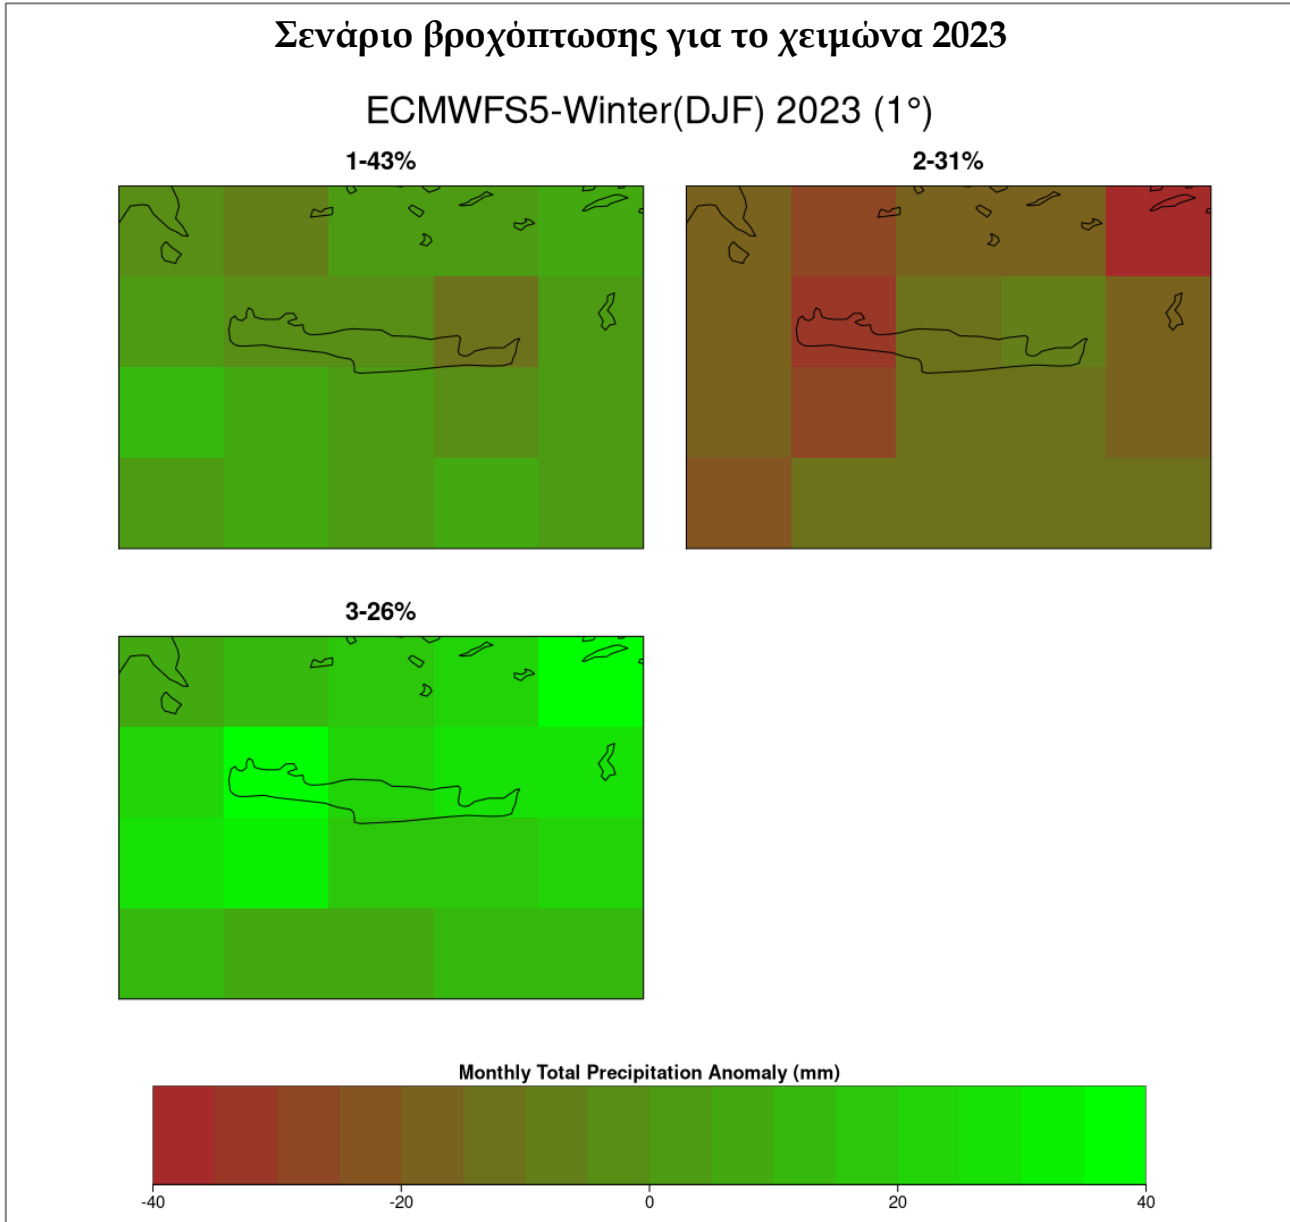 Σενάριο βροχόπτωσης για το χειμώνα 2023
ECMWFS5-Winter(DJF) 2023 (1°)
1-43%
2-31%
3-26%
Monthly Total Precipitation Anomaly (mm)
-40 -20 0 20 40